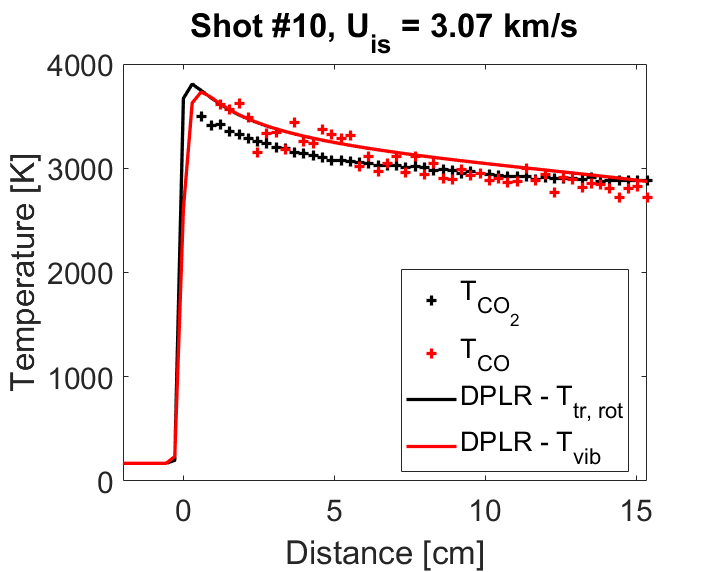 Shot #10, U_is = 3.07 km/s
4000
3000
2000
1000
0
Temperature [K]
T_CO_2
T_CO
DPLR - T_tr, rot
DPLR - T_vib
0
5
10
15
Distance [cm]